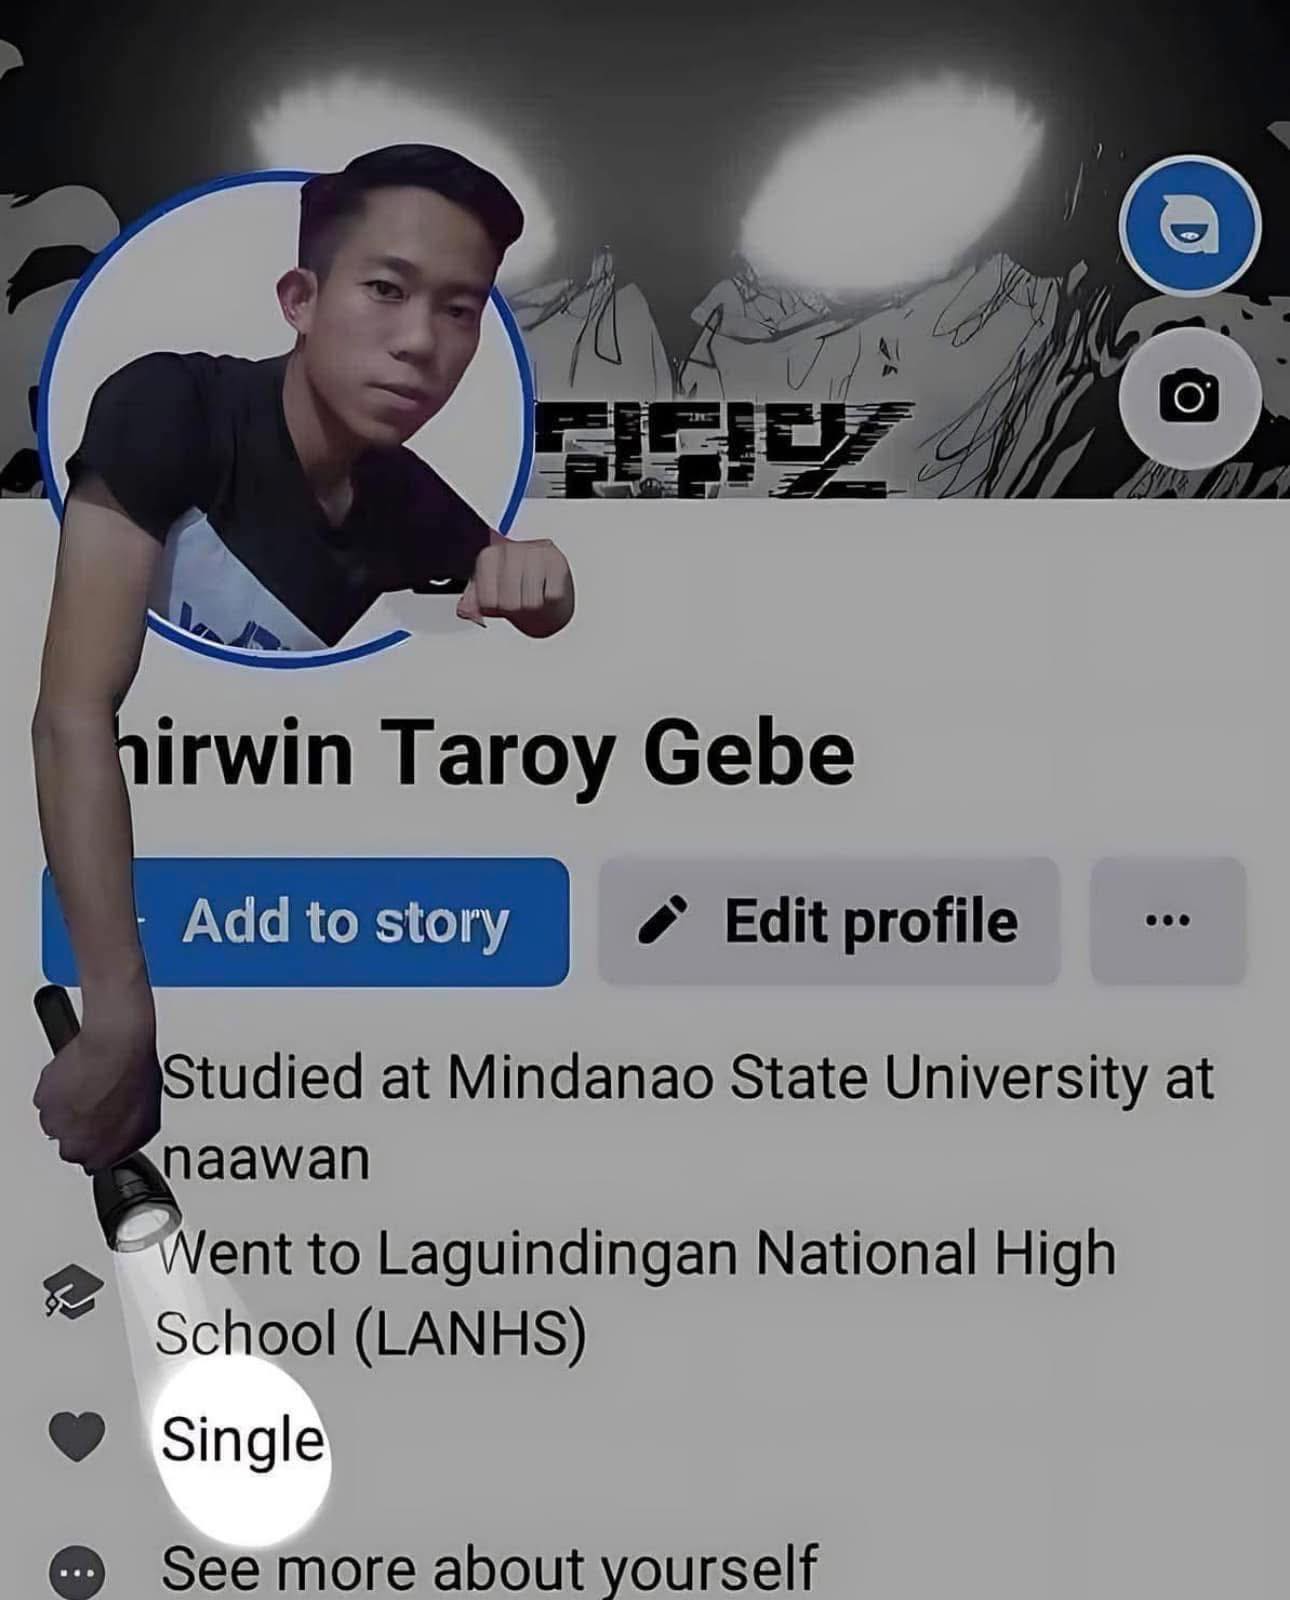 hirwin Taroy Gebe
Add to story
Edit profile
Studied at Mindanao State University at
naawan
Went to Laguindingan National High
School (LANHS)
Single
See more about yourself